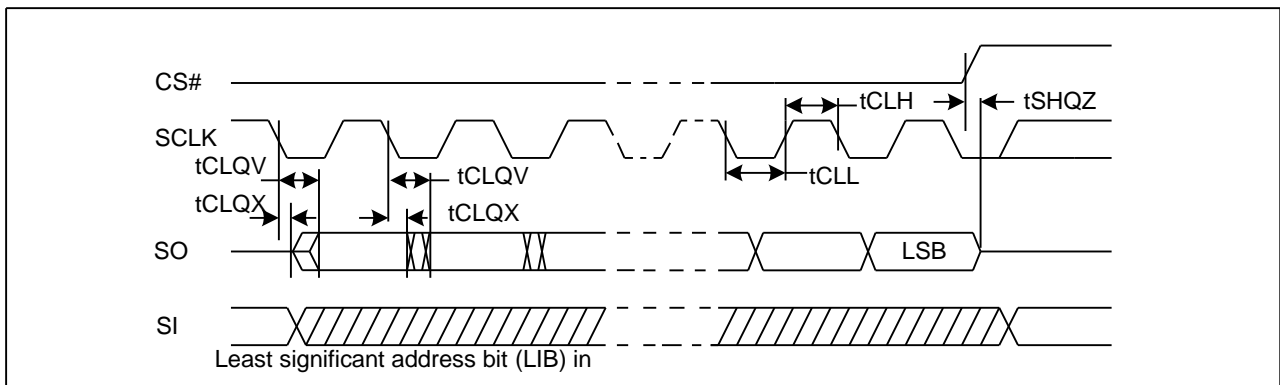 CS#
tCLH
tSHQZ
SCLK
tCLQV
tCLQV
tCLL
tCLQX
tCLQX
SO
LSB
SI
Least significant address bit (LIB) in